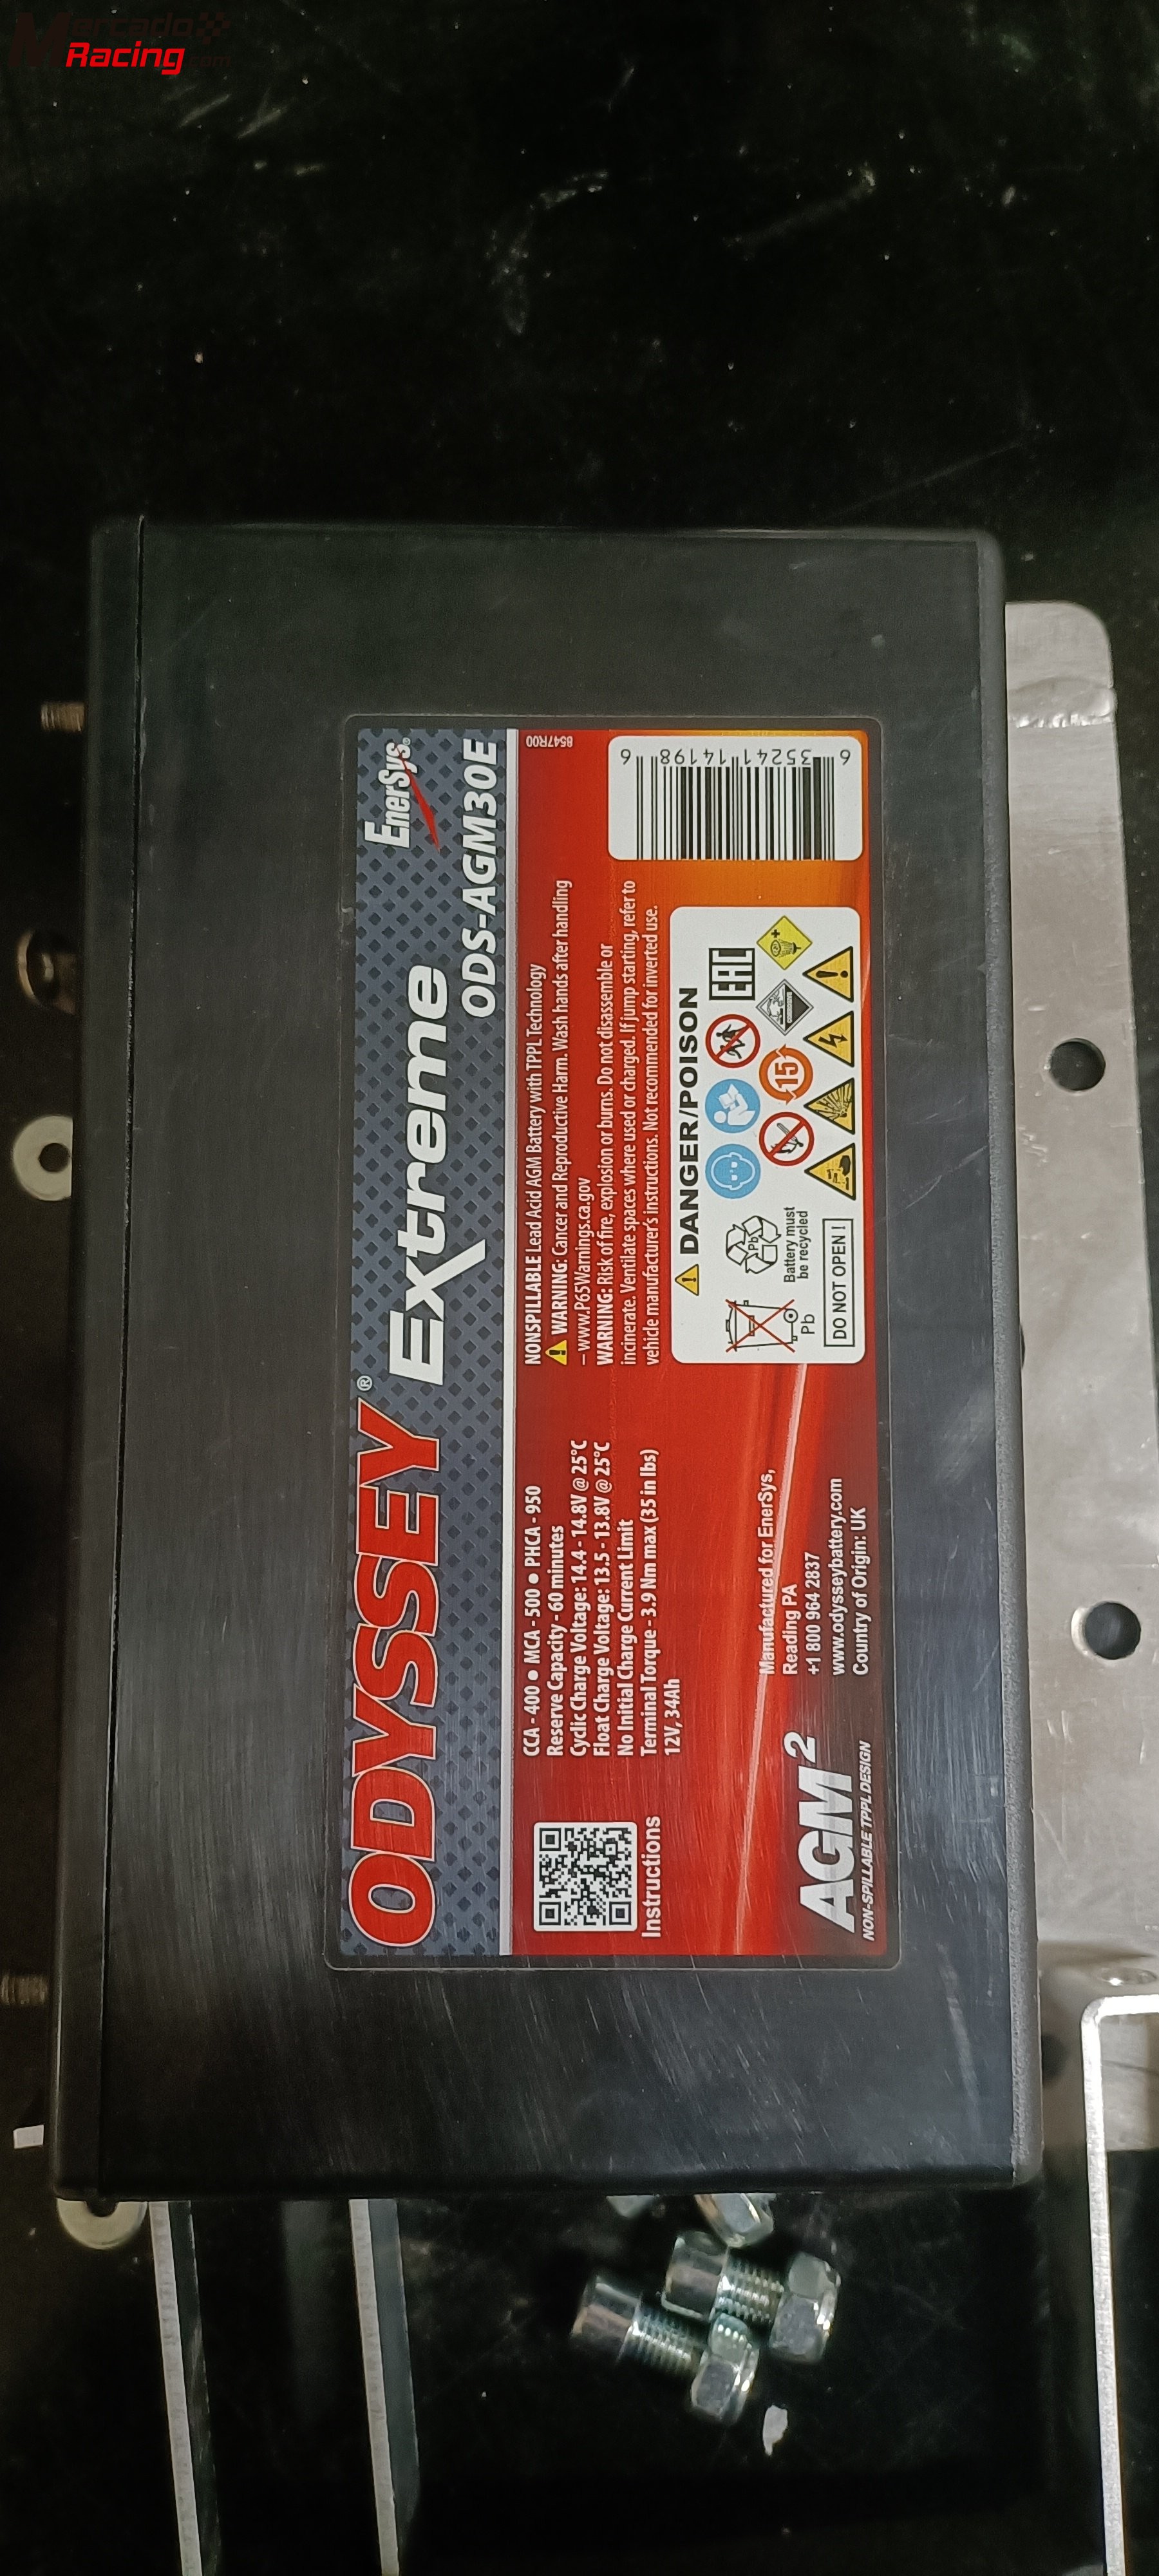 Mercado
Racing.com
ODYSSEY® Extreme
EnerSys®
ODS-AGM30E
Instructions
CCA - 400 ● MCA - 500 ● PHCA - 950
Reserve Capacity - 60 minutes
Cyclic Charge Voltage: 14.4 - 14.8V @ 25°C
Float Charge Voltage: 13.5 - 13.8V @ 25°C
No Initial Charge Current Limit
Terminal Torque - 3.9 Nm max (35 in lbs)
12V, 34Ah
NONSPILLABLE Lead Acid AGM Battery with TPPL Technology
WARNING: Cancer and Reproductive Harm. Wash hands after handling
– www.P65Warnings.ca.gov
WARNING: Risk of fire, explosion or burns. Do not disassemble or
incinerate. Ventilate spaces where used or charged. If jump starting, refer to
vehicle manufacturer's instructions. Not recommended for inverted use.
8547R00
6 35241 14198 6
AGM²
NON-SPILLABLE TPPL DESIGN
Manufactured for EnerSys,
Reading PA
+1 800 964 2837
www.odysseybattery.com
Country of Origin: UK
DANGER/POISON
Pb
Pb
Battery must
be recycled
DO NOT OPEN!
15
EAC